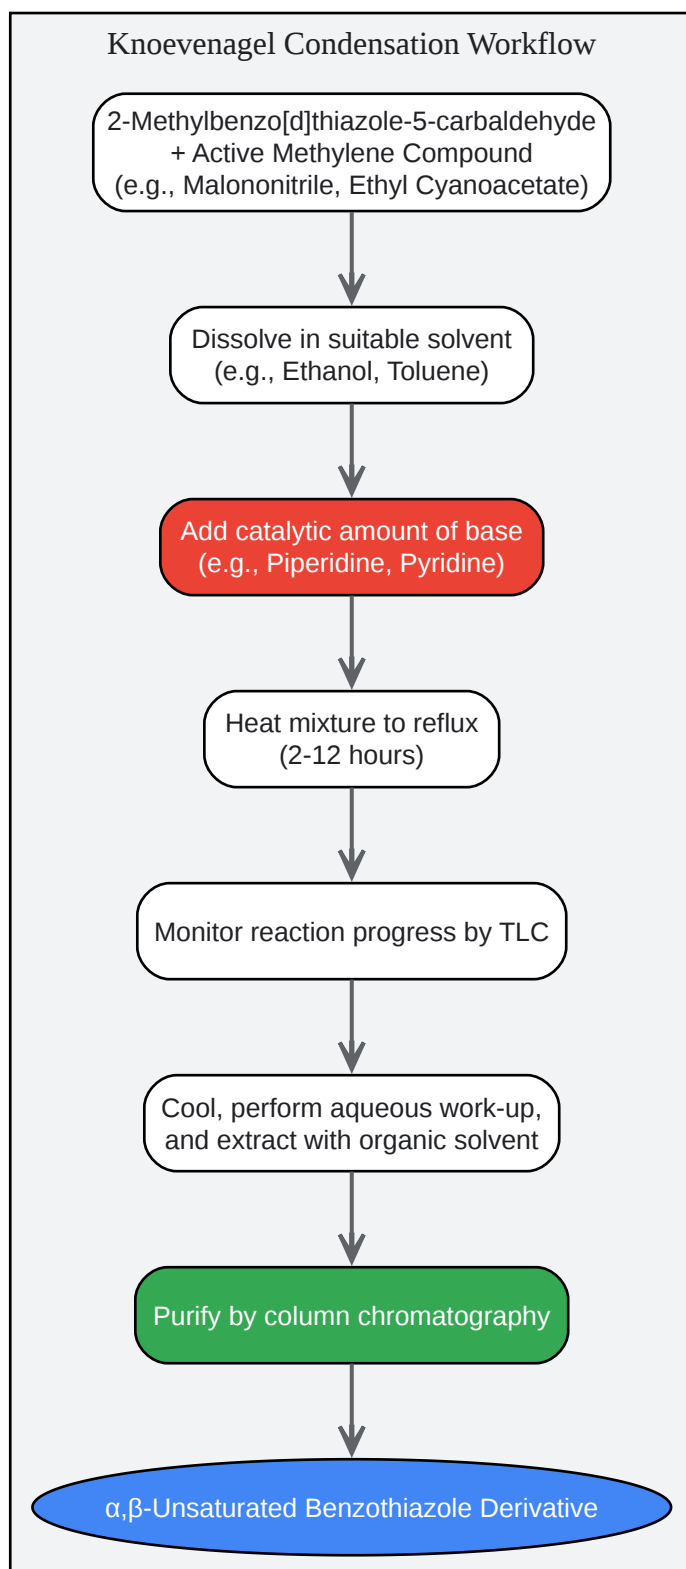 Knoevenagel Condensation Workflow
2-Methylbenzo[d]thiazole-5-carbaldehyde
+ Active Methylene Compound
(e.g., Malononitrile, Ethyl Cyanoacetate)
Dissolve in suitable solvent
(e.g., Ethanol, Toluene)
Add catalytic amount of base
(e.g., Piperidine, Pyridine)
Heat mixture to reflux
(2-12 hours)
Monitor reaction progress by TLC
Cool, perform aqueous work-up,
and extract with organic solvent
Purify by column chromatography
α,β-Unsaturated Benzothiazole Derivative